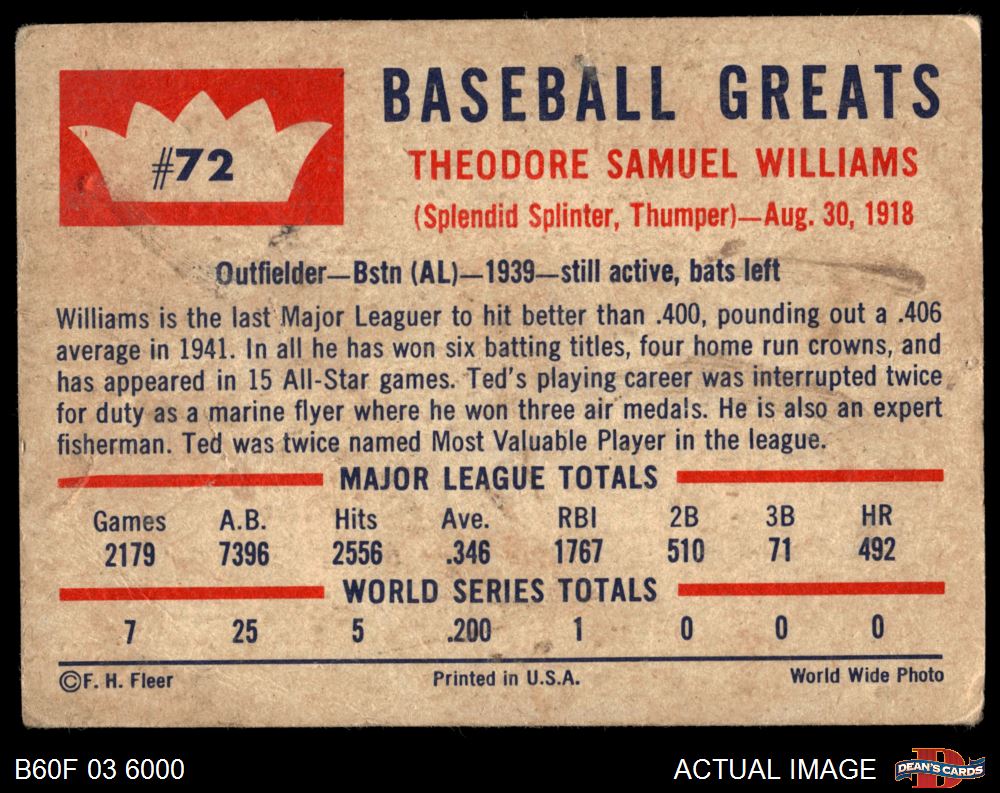 #72
BASEBALL GREATS
THEODORE SAMUEL WILLIAMS
(Splendid Splinter, Thumper)—Aug. 30, 1918
Outfielder—Bstn (AL)—1939—still active, bats left
Williams is the last Major Leaguer to hit better than .400, pounding out a .406
average in 1941. In all he has won six batting titles, four home run crowns, and
has appeared in 15 All-Star games. Ted's playing career was interrupted twice
for duty as a marine flyer where he won three air medals. He is also an expert
fisherman. Ted was twice named Most Valuable Player in the league.
MAJOR LEAGUE TOTALS
Games A.B. Hits Ave. RBI 2B 3B HR
2179 7396 2556 .346 1767 510 71 492
WORLD SERIES TOTALS
7 25 5 .200 1 0 0 0
©F. H. Fleer Printed in U.S.A. World Wide Photo
B60F 03 6000 ACTUAL IMAGE DEAN'S CARDS